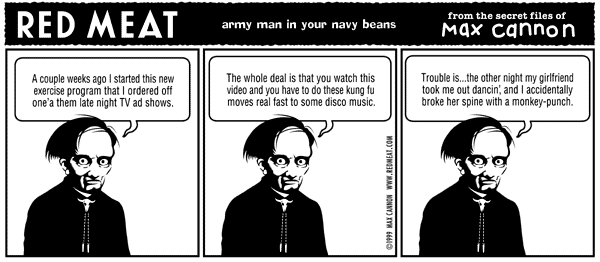 RED MEAT
army man in your navy beans
from the secret files of
Max cannon
A couple weeks ago I started this new
exercise program that I ordered off
one'a them late night TV ad shows.
The whole deal is that you watch this
video and you have to do these kung fu
moves real fast to some disco music.
©1999 MAX CANNON WWW.REDMEAT.COM
Trouble is...the other night my girlfriend
took me out dancin', and I accidentally
broke her spine with a monkey-punch.